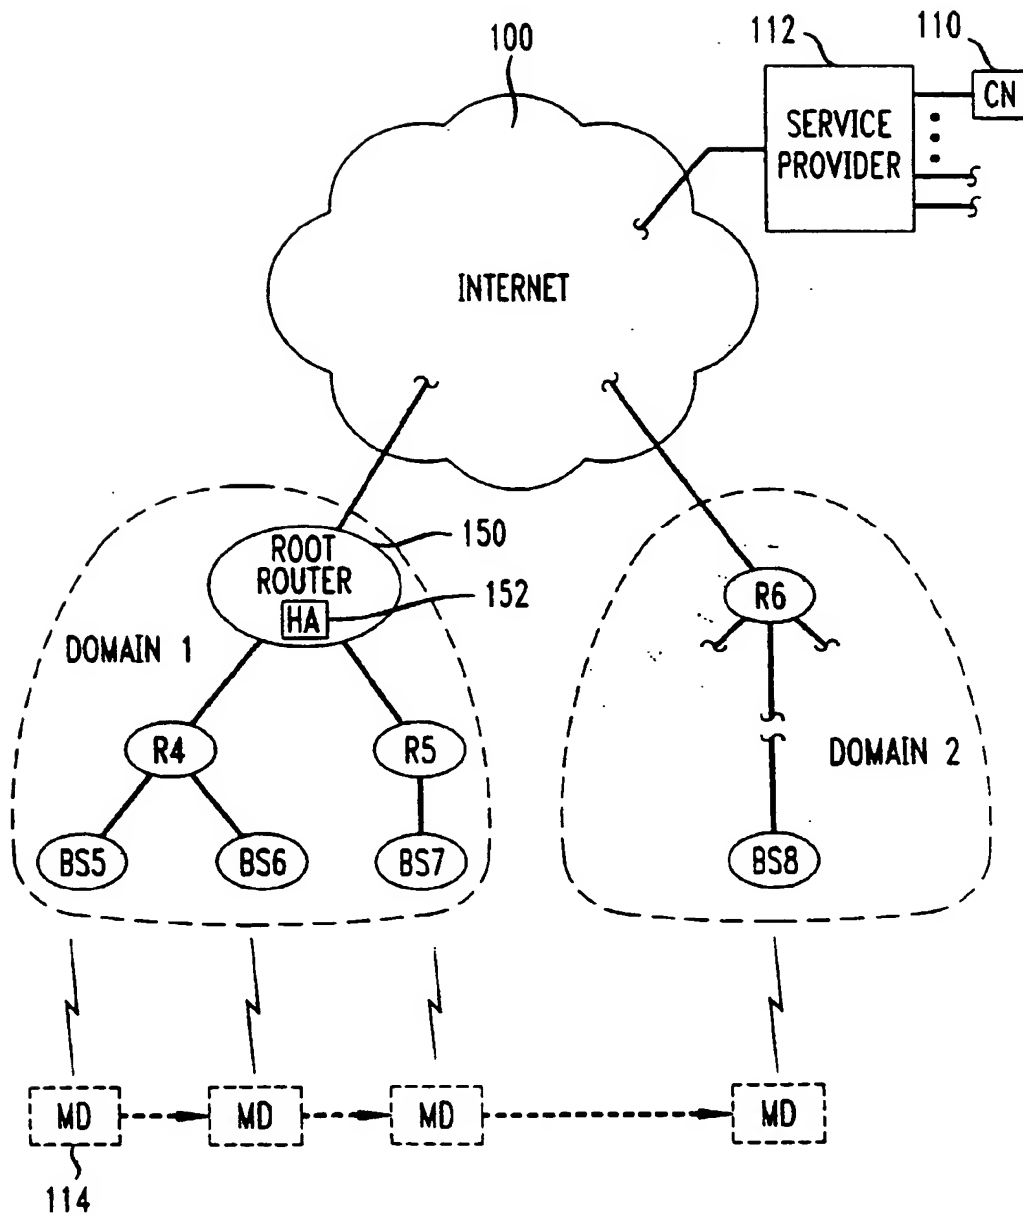 100
112
110
CN
SERVICE
PROVIDER
INTERNET
ROOT
ROUTER
HA
150
152
DOMAIN 1
R4
R5
BS5
BS6
BS7
R6
DOMAIN 2
BS8
MD
MD
MD
MD
114